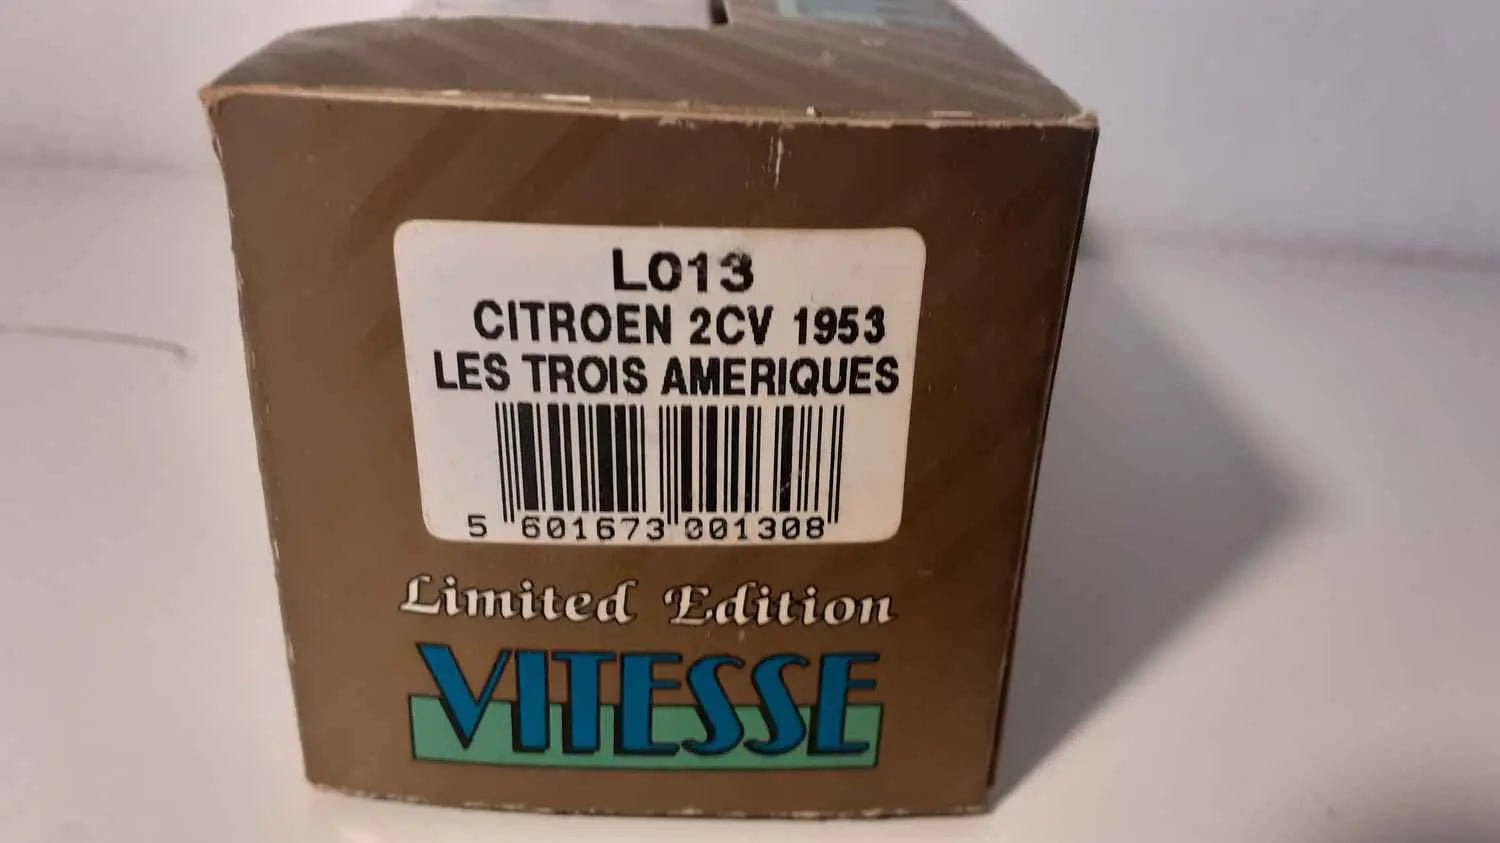 L013
CITROEN 2CV 1953
LES TROIS AMERIQUES
5 601673 001308
Limited Edition
VITESSE